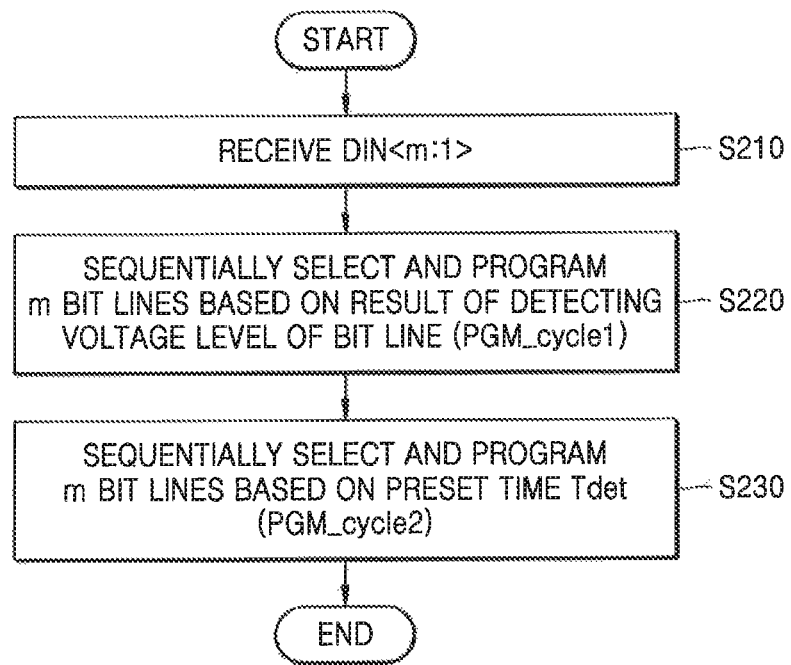 START
RECEIVE DIN<m:1>
S210
SEQUENTIALLY SELECT AND PROGRAM
m BIT LINES BASED ON RESULT OF DETECTING
VOLTAGE LEVEL OF BIT LINE (PGM_cycle1)
S220
SEQUENTIALLY SELECT AND PROGRAM
m BIT LINES BASED ON PRESET TIME Tdet
(PGM_cycle2)
S230
END